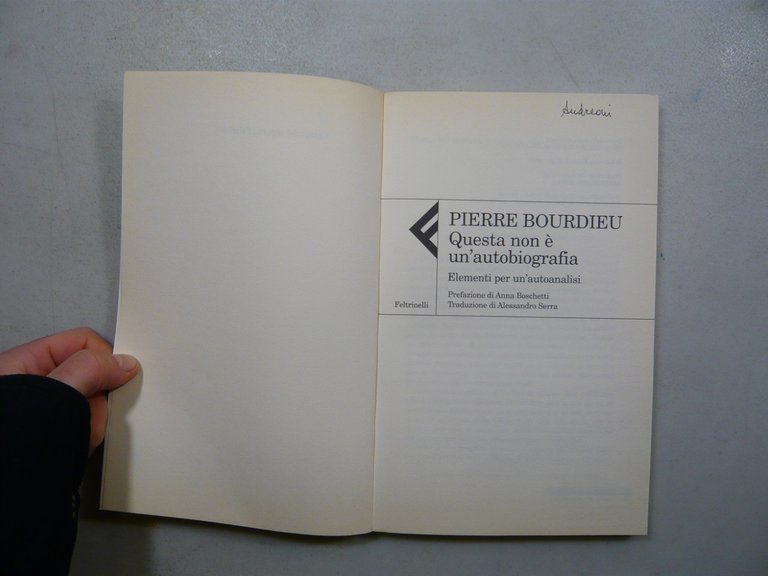 Andreoni
PIERRE BOURDIEU
Questa non è
un'autobiografia
Elementi per un'autoanalisi
Prefazione di Anna Boschetti
Traduzione di Alessandro Serra
Feltrinelli